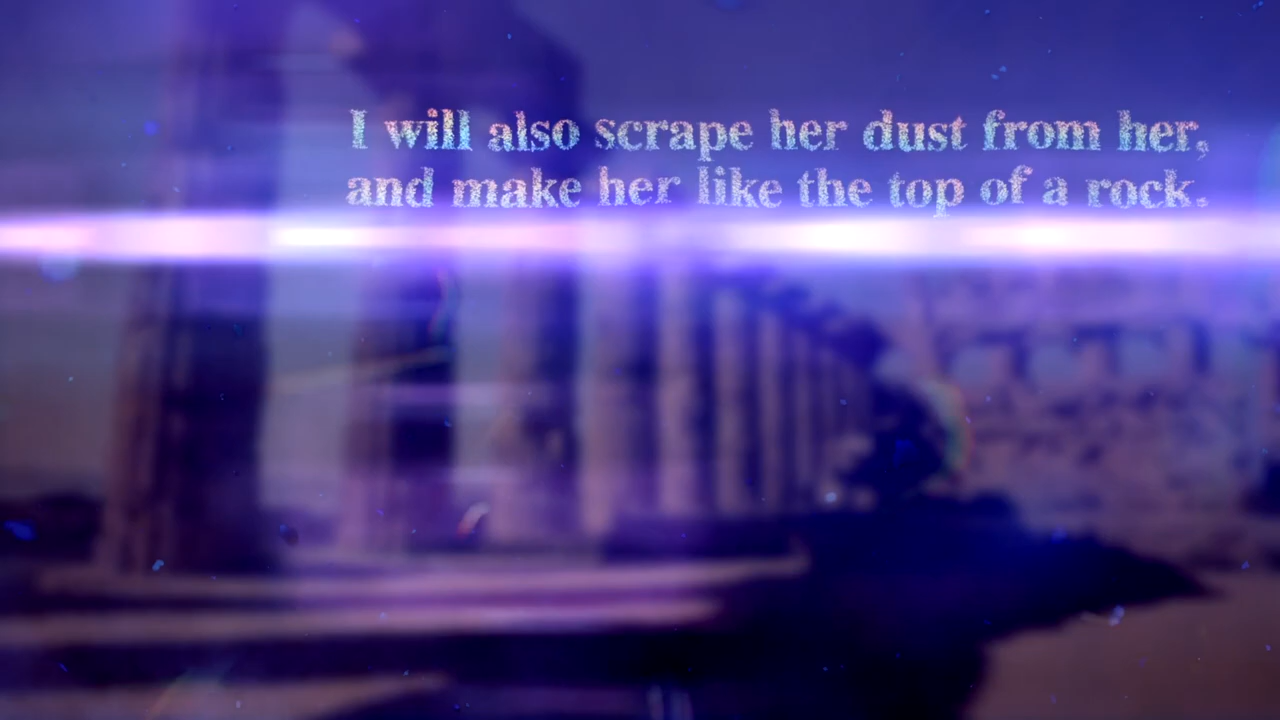 I will also scrape her dust from her,
and make her like the top of a rock.